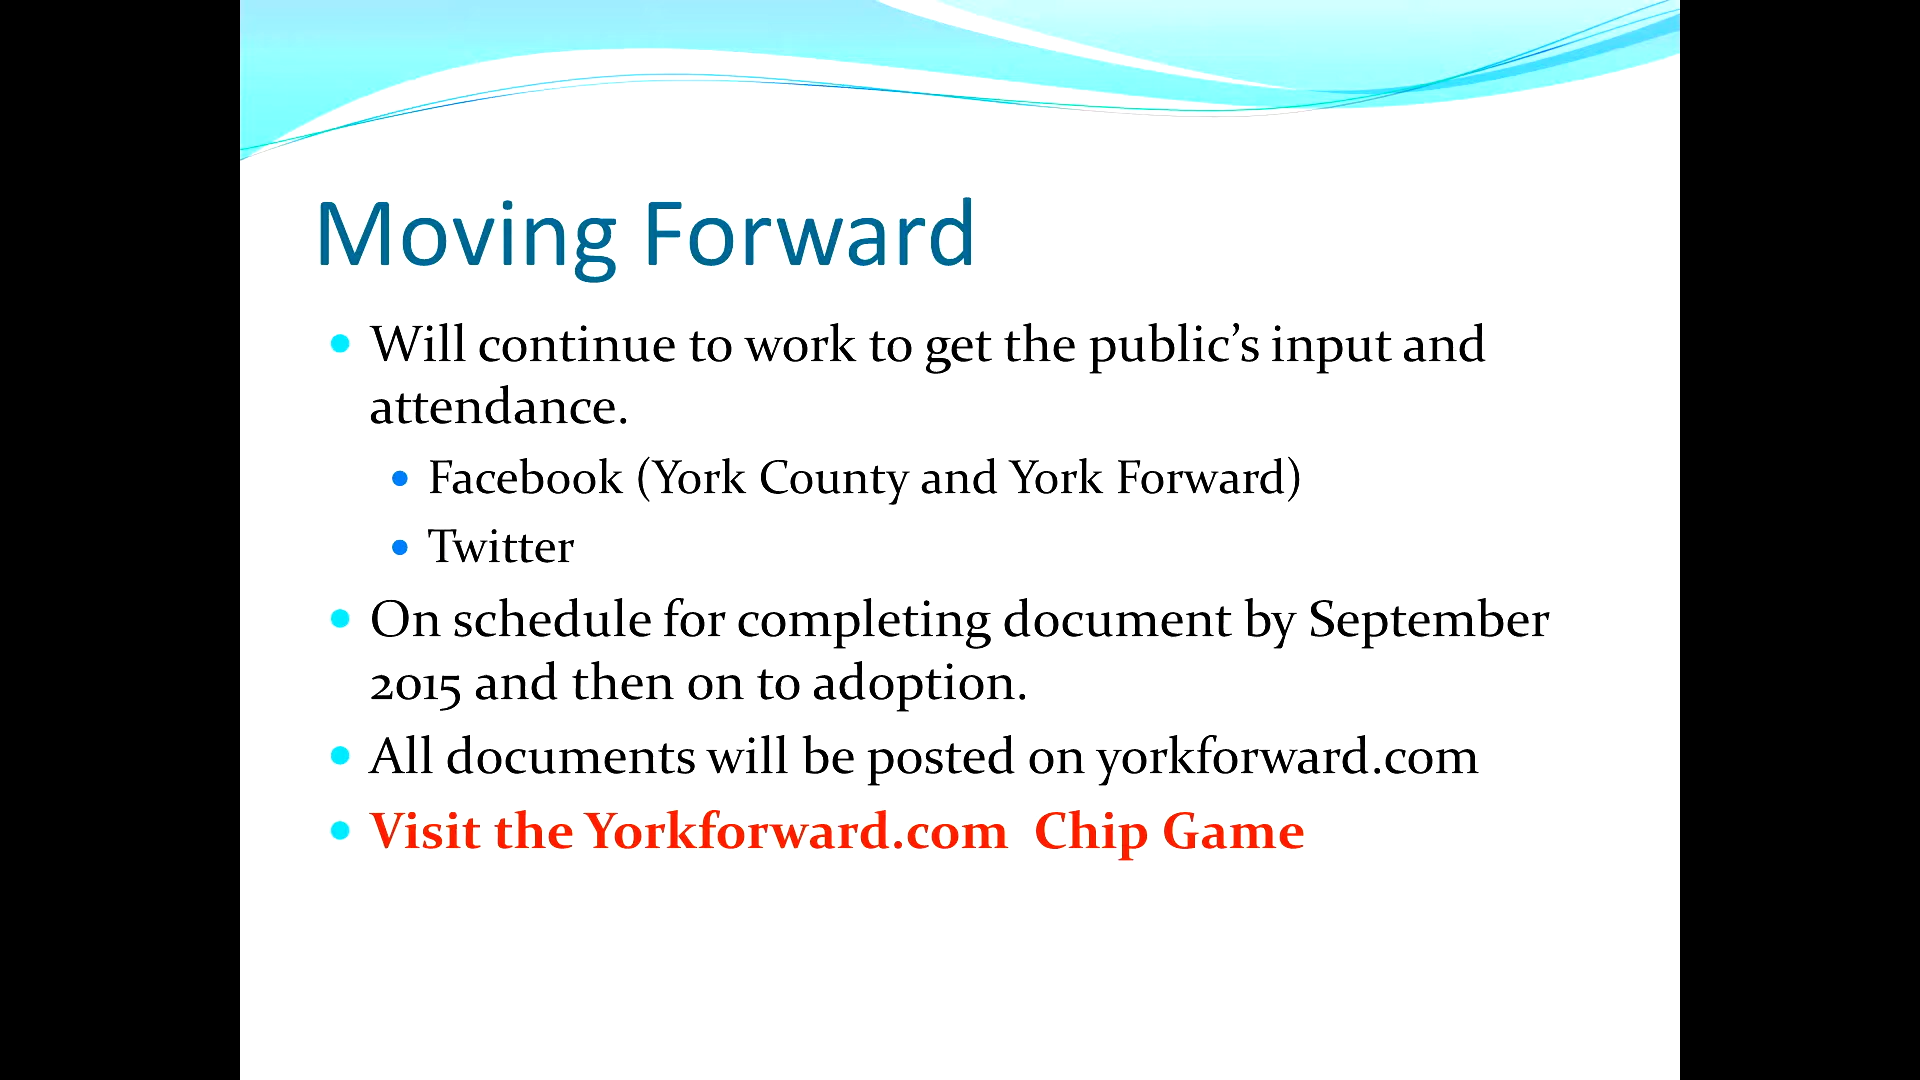 Moving Forward
Will continue to work to get the public’s input and
attendance.
Facebook (York County and York Forward)
Twitter
On schedule for completing document by September
2015 and then on to adoption.
All documents will be posted on yorkforward.com
Visit the Yorkforward.com  Chip Game